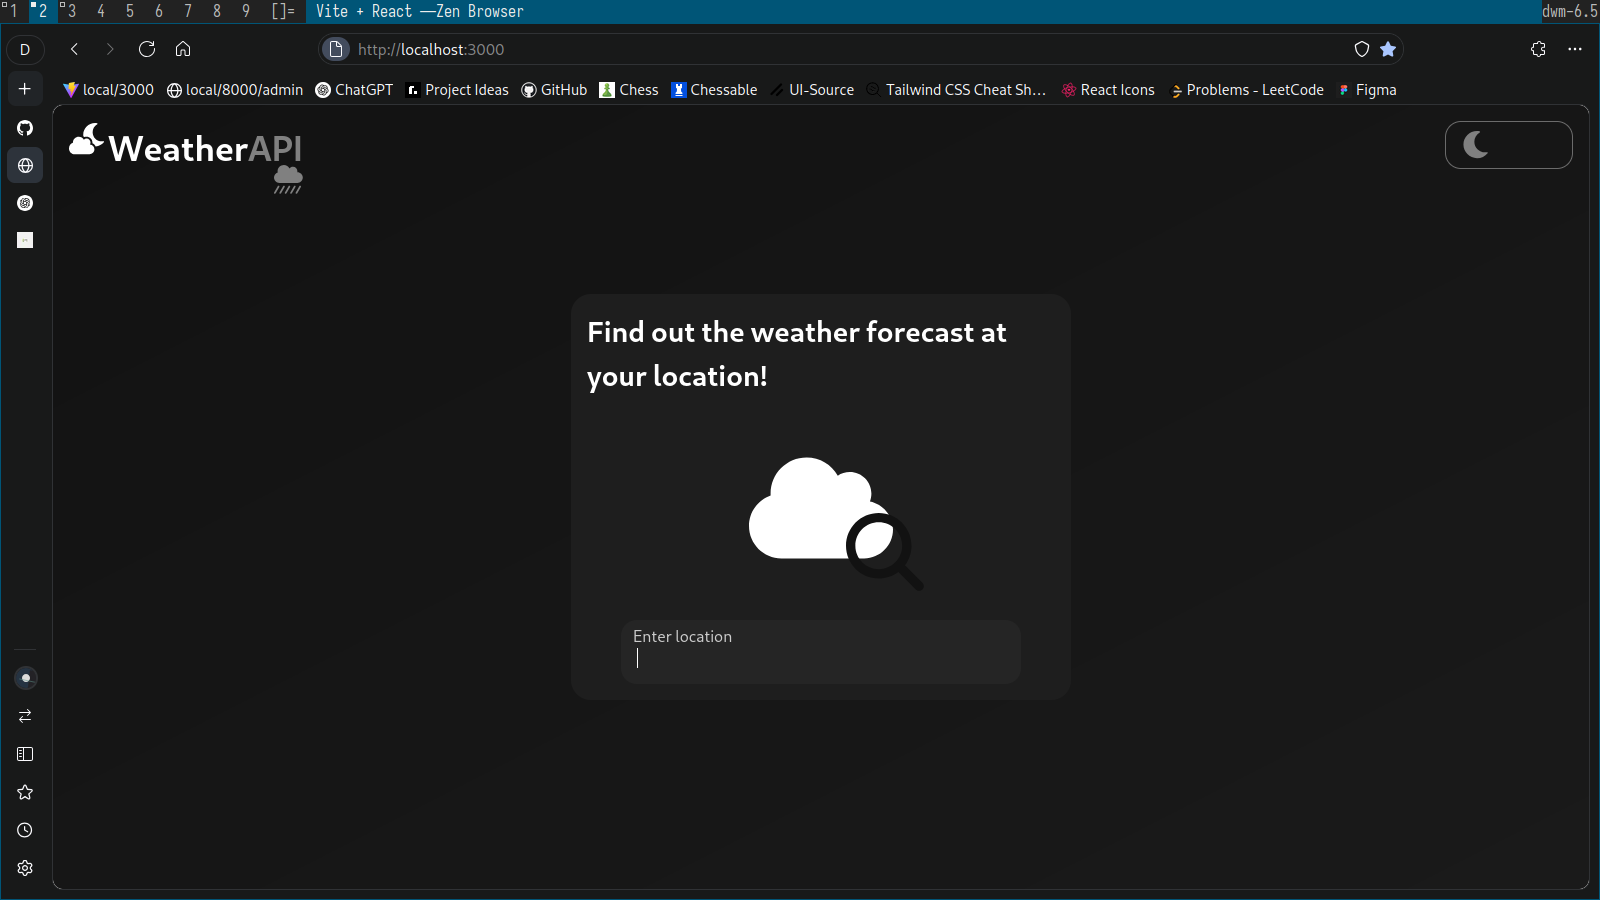 1 2 3 4 5 6 7 8 9 []= Vite + React —Zen Browser dwm-6.5
D http://localhost:3000
local/3000 local/8000/admin ChatGPT Project Ideas GitHub Chess Chessable UI-Source Tailwind CSS Cheat Sh... React Icons Problems - LeetCode Figma
WeatherAPI
Find out the weather forecast at
your location!
Enter location